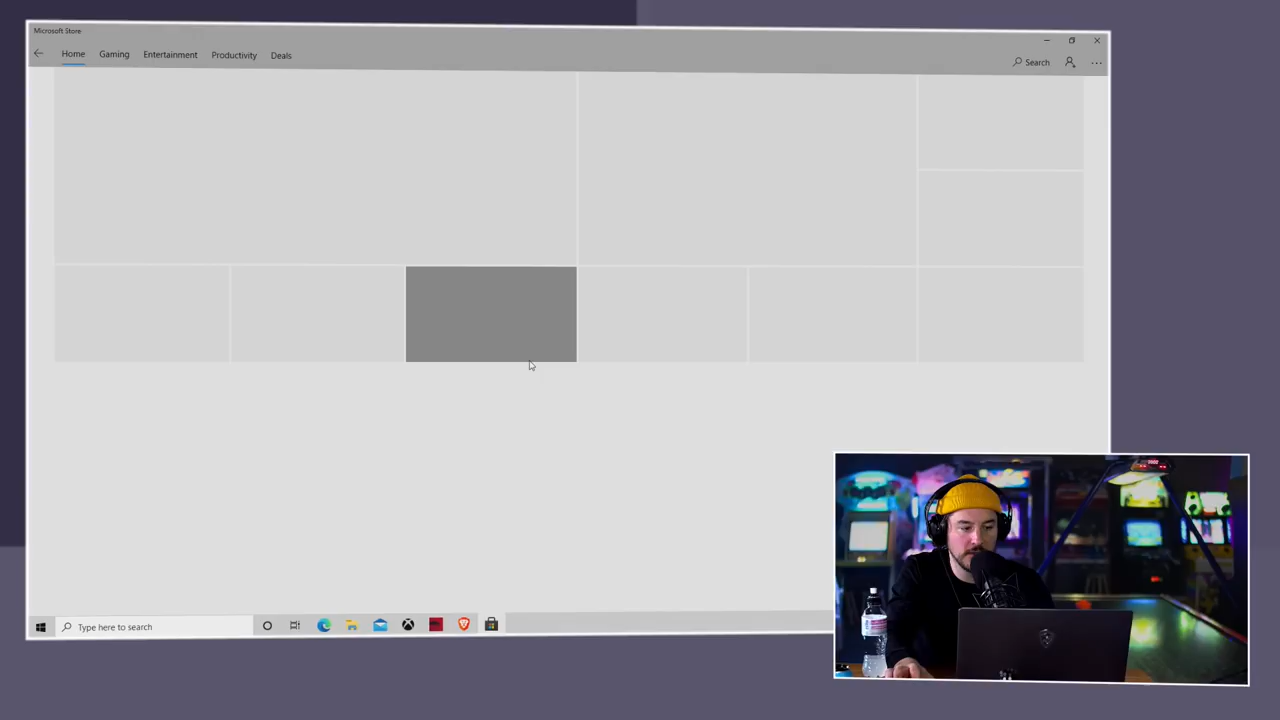 Microsoft Store
Home Gaming Entertainment Productivity Deals
Search
Type here to search